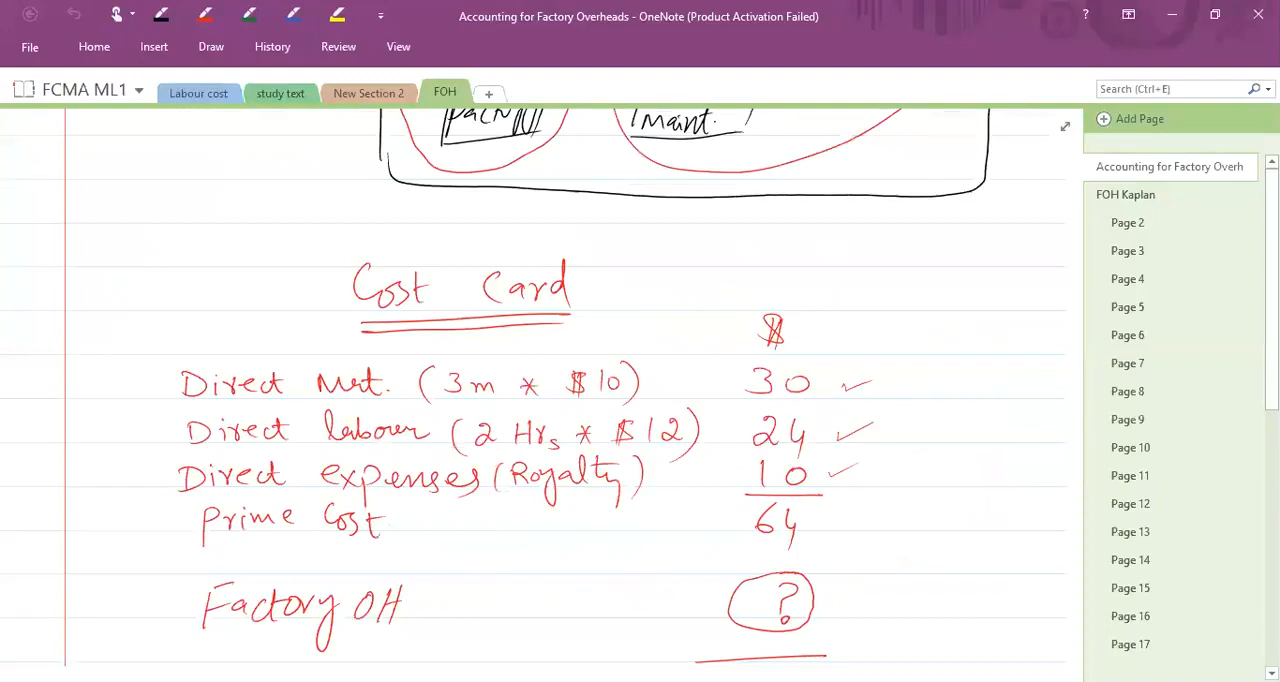 Accounting for Factory Overheads - OneNote (Product Activation Failed)
?
File Home Insert Draw History Review View
FCMA ML1 Labour cost study text New Section 2 FOH +
Search (Ctrl+E)
Add Page
Accounting for Factory Overh
FOH Kaplan
Page 2
Page 3
Page 4
Page 5
Page 6
Page 7
Page 8
Page 9
Page 10
Page 11
Page 12
Page 13
Page 14
Page 15
Page 16
Page 17
maint.
Cost Card
$
Direct Mrt. (3m * $10) 30 ✓
Direct labour (2 Hrs * $12) 24 ✓
Direct expenses (Royalty) 10 ✓
Prime Cost 64
Factory OH ?